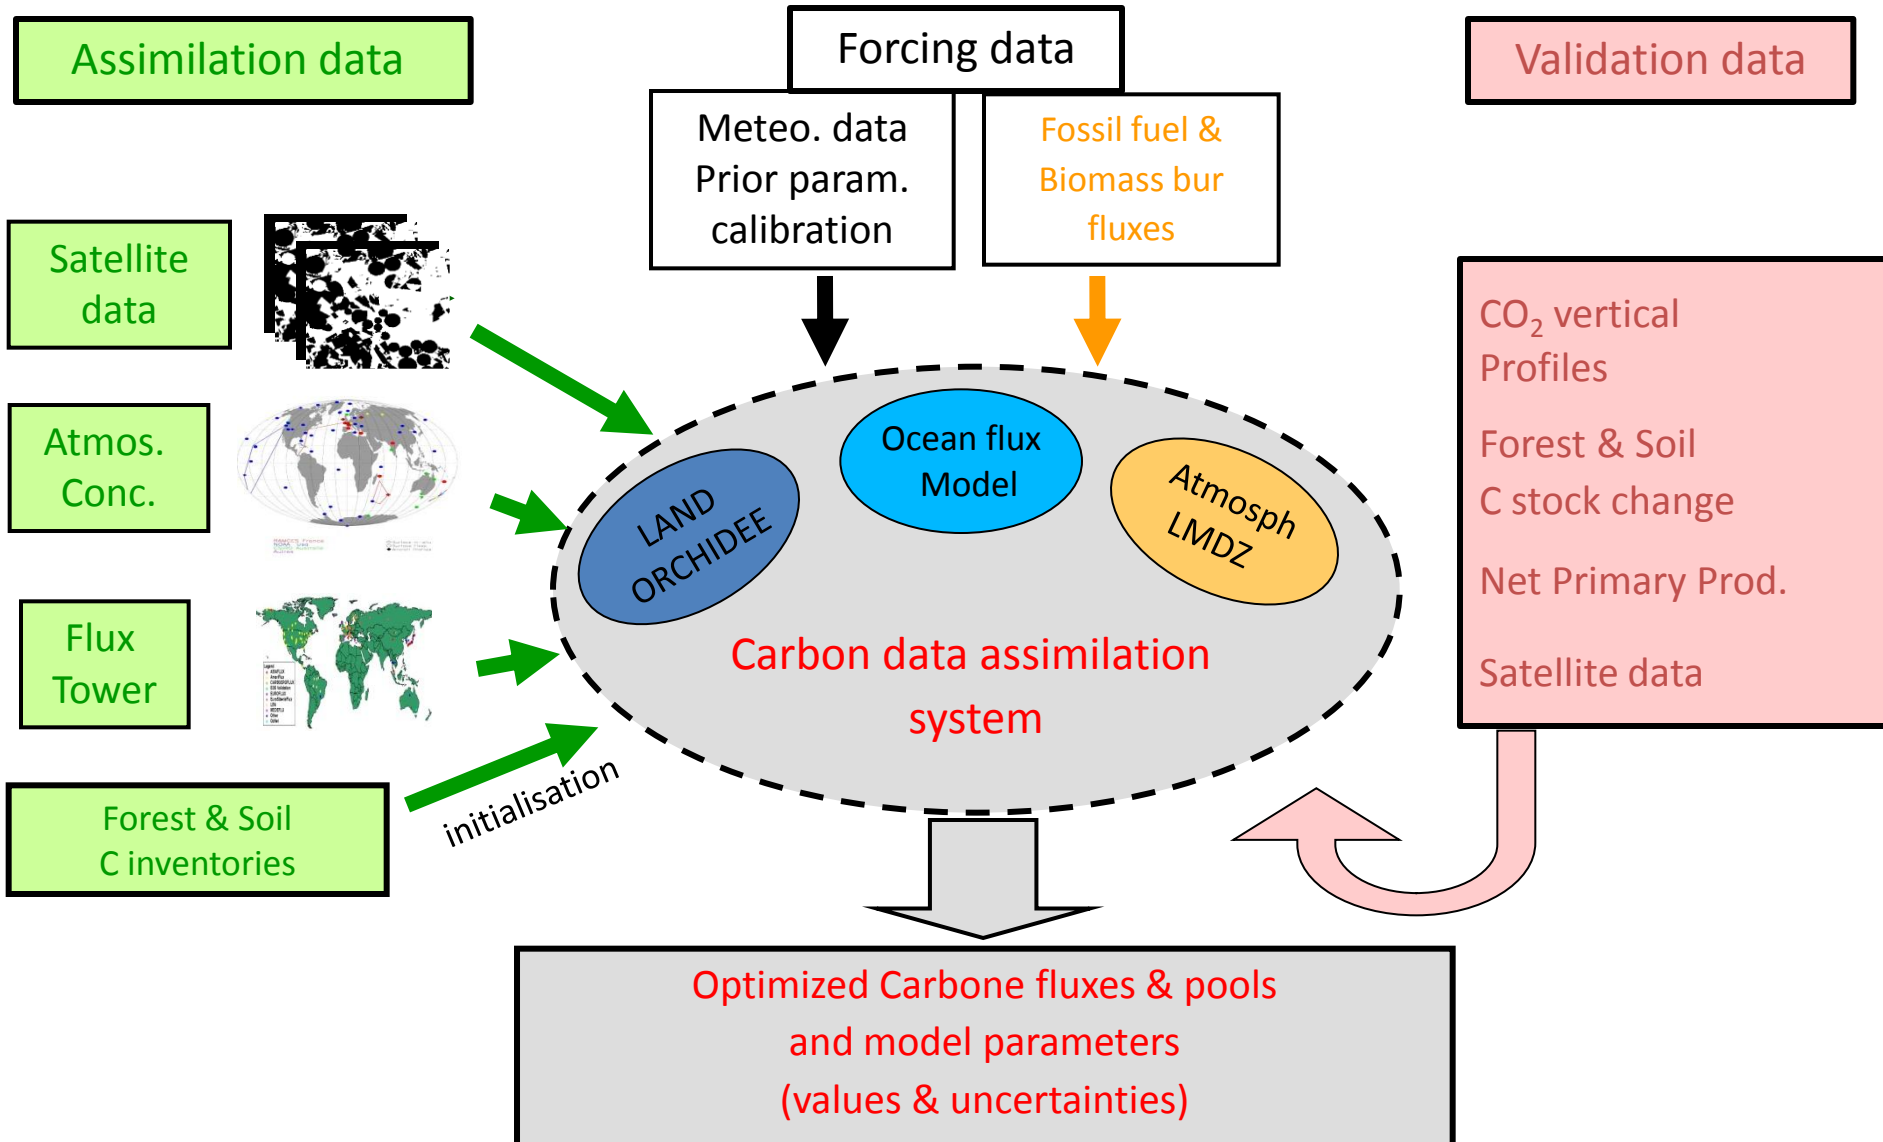 Assimilation data
Forcing data
Validation data
Meteo. data
Prior param.
calibration
Fossil fuel &
Biomass bur
fluxes
Satellite
data
Atmos.
Conc.
Flux
Tower
Forest & Soil
C inventories
initialisation
LAND
ORCHIDEE
Ocean flux
Model
Atmosph
LMDZ
Carbon data assimilation
system
CO₂ vertical
Profiles
Forest & Soil
C stock change
Net Primary Prod.
Satellite data
Optimized Carbone fluxes & pools
and model parameters
(values & uncertainties)